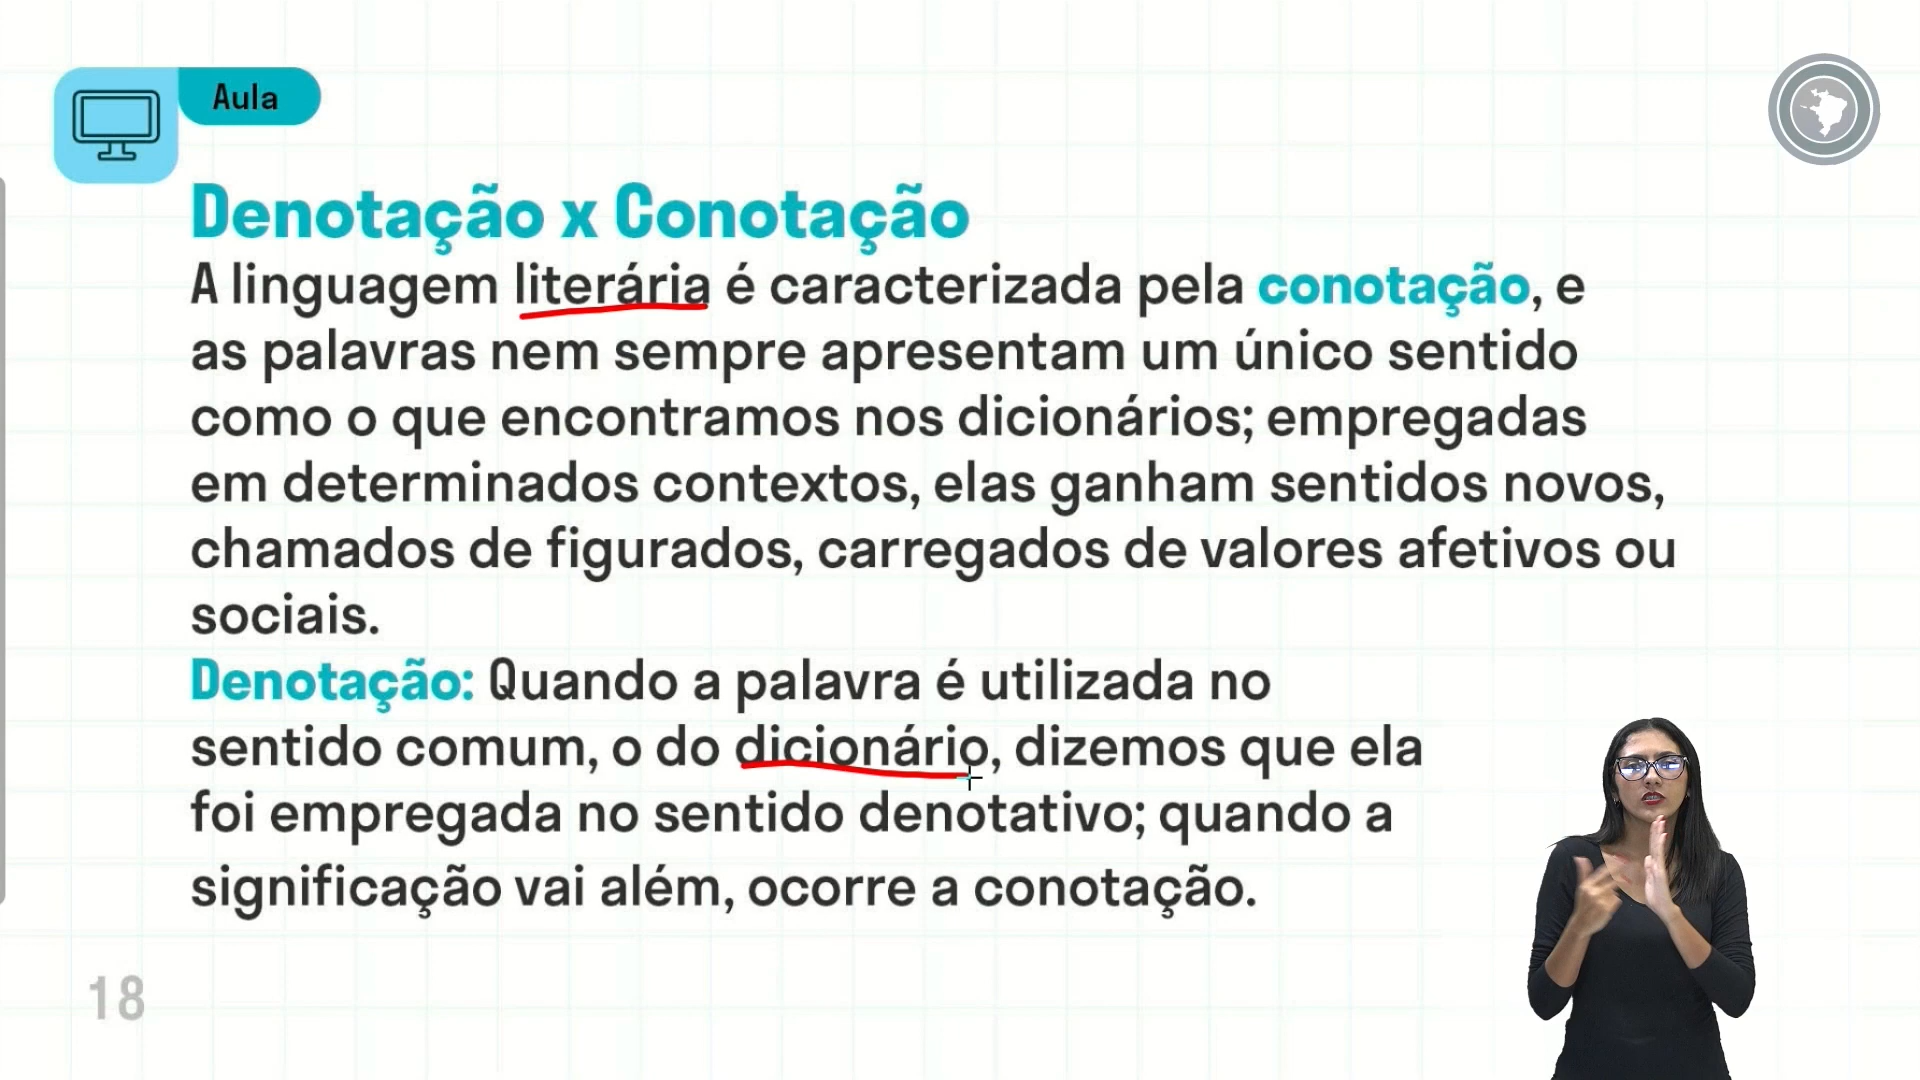 Aula
Denotação x Conotação
A linguagem literária é caracterizada pela conotação, e
as palavras nem sempre apresentam um único sentido
como o que encontramos nos dicionários; empregadas
em determinados contextos, elas ganham sentidos novos,
chamados de figurados, carregados de valores afetivos ou
sociais.
Denotação: Quando a palavra é utilizada no
sentido comum, o do dicionário, dizemos que ela
foi empregada no sentido denotativo; quando a
significação vai além, ocorre a conotação.
18